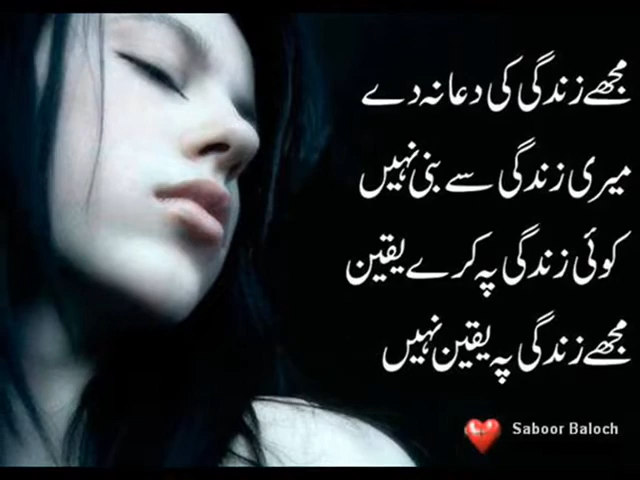 مجھے زندگی کی دعا نہ دے
میری زندگی سے بنی نہیں
کوئی زندگی پہ کرے یقین
مجھے زندگی پہ یقین نہیں
Saboor Baloch